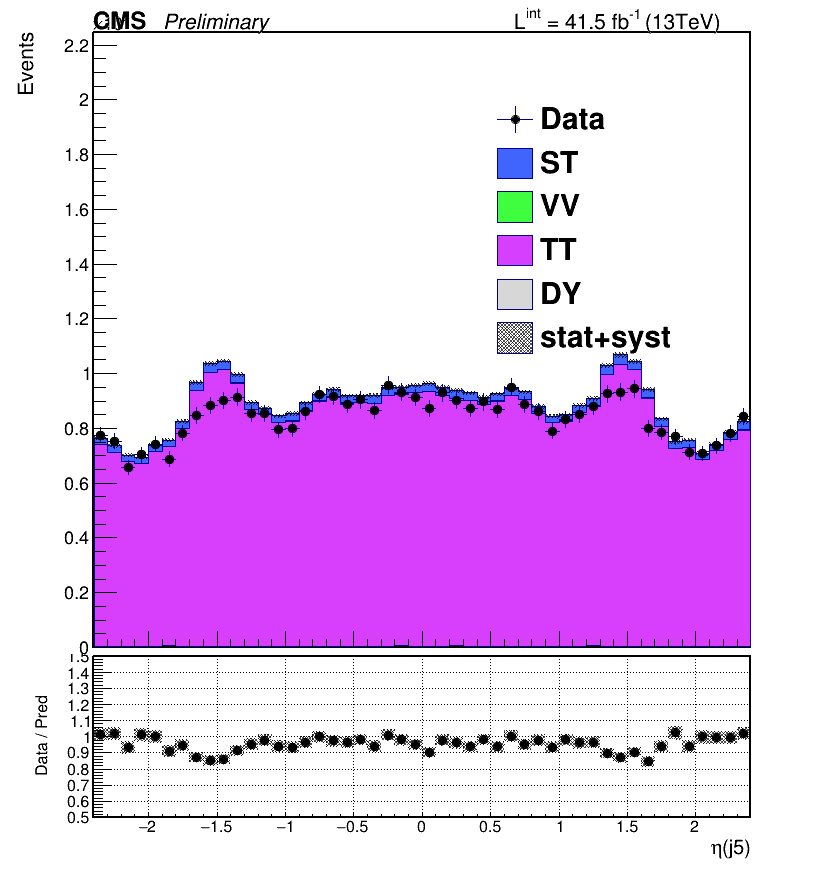 CMS Preliminary L^int = 41.5 fb^-1 (13TeV)
Events
2.2
2
1.8
1.6
1.4
1.2
1
0.8
0.6
0.4
0.2
0
Data
ST
VV
TT
DY
stat+syst
Data / Pred
1.5
1.4
1.3
1.2
1.1
1
0.9
0.8
0.7
0.6
0.5
−2 −1.5 −1 −0.5 0 0.5 1 1.5 2
η(j5)